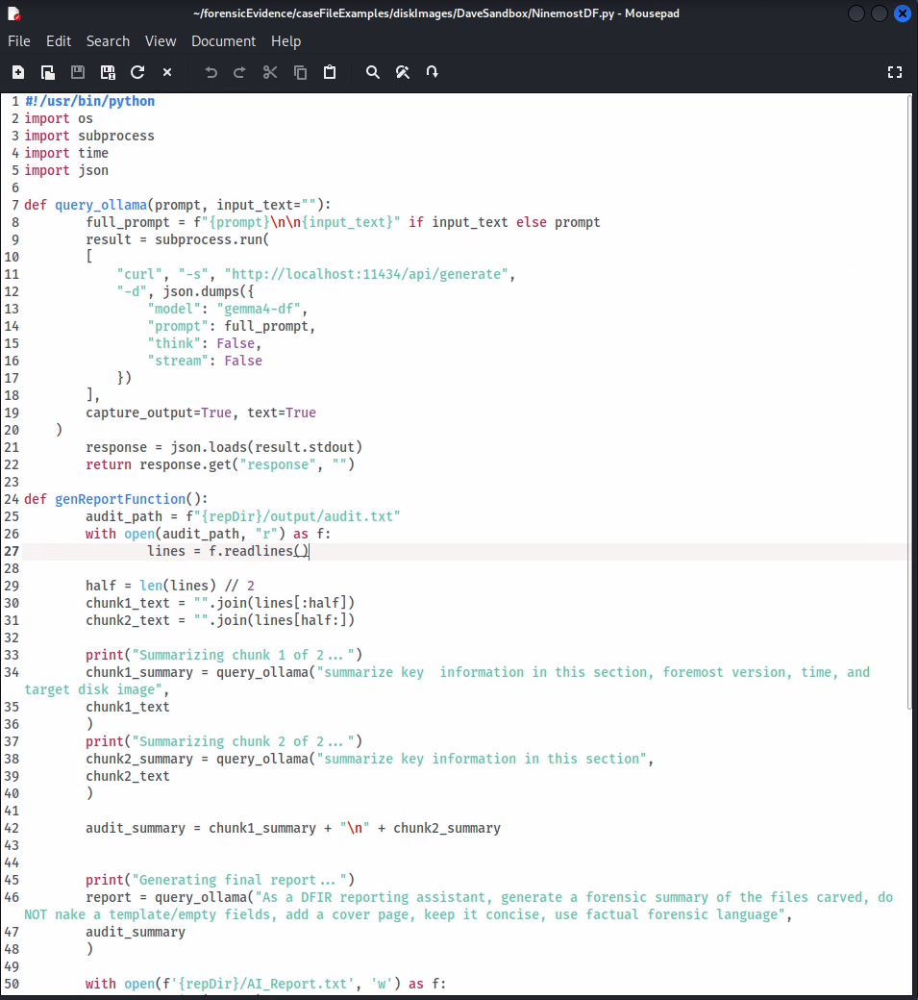 ~/forensicEvidence/caseFileExamples/diskImages/DaveSandbox/NinemostDF.py - Mousepad
File Edit Search View Document Help
1 #!/usr/bin/python
2 import os
3 import subprocess
4 import time
5 import json
6
7 def query_ollama(prompt, input_text=""):
8         full_prompt = f"{prompt}\n\n{input_text}" if input_text else prompt
9         result = subprocess.run(
10         [
11             "curl", "-s", "http://localhost:11434/api/generate",
12             "-d", json.dumps({
13                 "model": "gemma4-df",
14                 "prompt": full_prompt,
15                 "think": False,
16                 "stream": False
17             })
18         ],
19         capture_output=True, text=True
20     )
21         response = json.loads(result.stdout)
22         return response.get("response", "")
23
24 def genReportFunction():
25         audit_path = f"{repDir}/output/audit.txt"
26         with open(audit_path, "r") as f:
27                 lines = f.readlines()
28
29         half = len(lines) // 2
30         chunk1_text = "".join(lines[:half])
31         chunk2_text = "".join(lines[half:])
32
33         print("Summarizing chunk 1 of 2...")
34         chunk1_summary = query_ollama("summarize key  information in this section, foremost version, time, and
target disk image",
35         chunk1_text
36         )
37         print("Summarizing chunk 2 of 2...")
38         chunk2_summary = query_ollama("summarize key information in this section",
39         chunk2_text
40         )
41
42         audit_summary = chunk1_summary + "\n" + chunk2_summary
43
44
45         print("Generating final report...")
46         report = query_ollama("As a DFIR reporting assistant, generate a forensic summary of the files carved, do
NOT nake a template/empty fields, add a cover page, keep it concise, use factual forensic language",
47         audit_summary
48         )
49
50         with open(f'{repDir}/AI_Report.txt', 'w') as f: